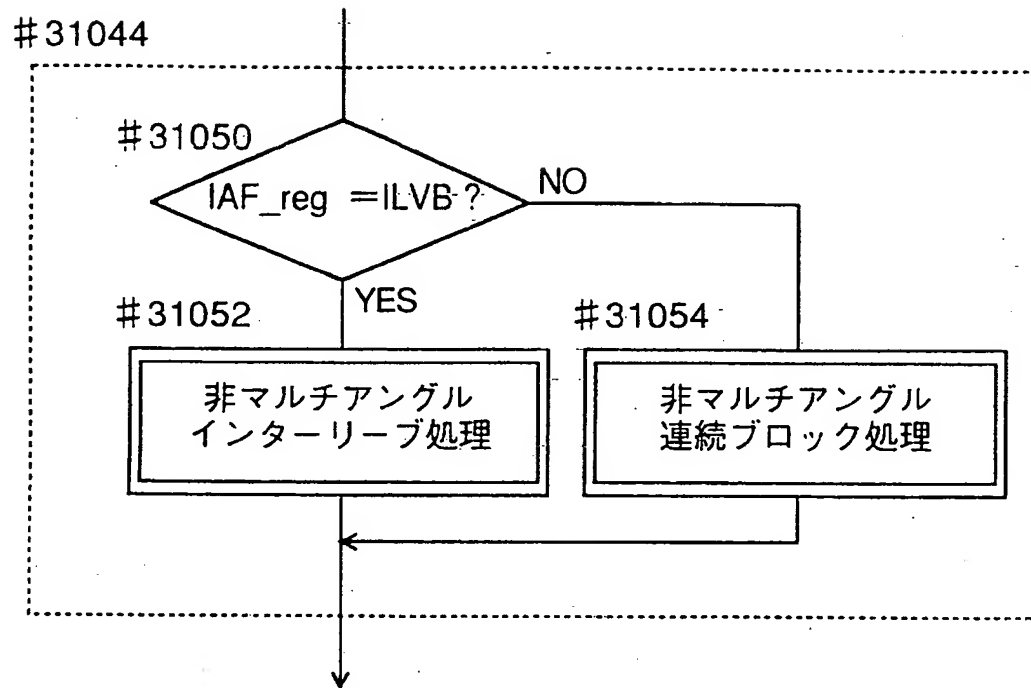 #31044
#31050
IAF_reg =ILVB?
NO
YES
#31052
#31054
非マルチアングル
インターリーブ処理
非マルチアングル
連続ブロック処理